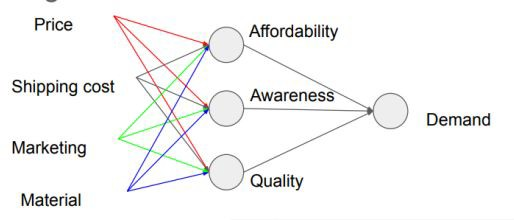 Price
Affordability
Shipping cost
Awareness
Demand
Marketing
Quality
Material